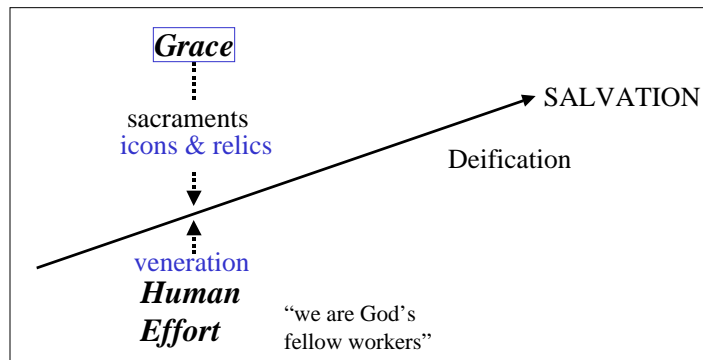 Grace
sacraments
icons & relics
SALVATION
Deification
veneration
Human
Effort
“we are God’s
fellow workers”